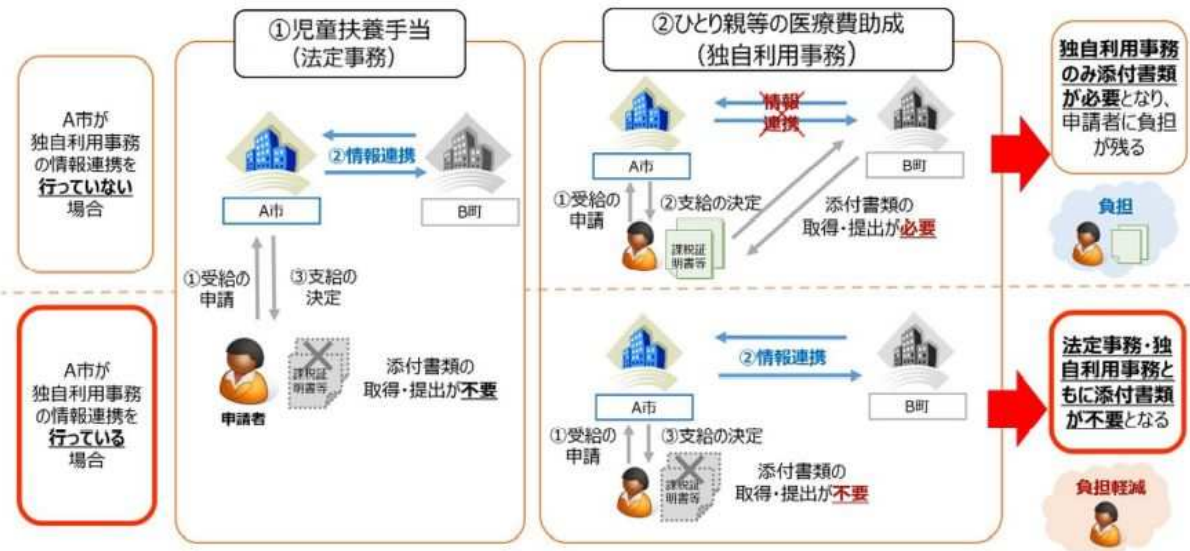 ①児童扶養手当
(法定事務)
②ひとり親等の医療費助成
(独自利用事務)
A市が
独自利用事務
の情報連携を
行っていない
場合
②情報連携
A市
B町
①受給の
申請
③支給の
決定
申請者
課税証
明書等
添付書類の
取得・提出が不要
情報
連携
A市
B町
①受給の
申請
②支給の決定
課税証
明書等
添付書類の
取得・提出が必要
独自利用事務
のみ添付書類
が必要となり、
申請者に負担
が残る
負担
A市が
独自利用事務
の情報連携を
行っている
場合
②情報連携
A市
B町
①受給の
申請
③支給の決定
課税証
明書等
添付書類の
取得・提出が不要
法定事務・独
自利用事務と
もに添付書類
が不要となる
負担軽減